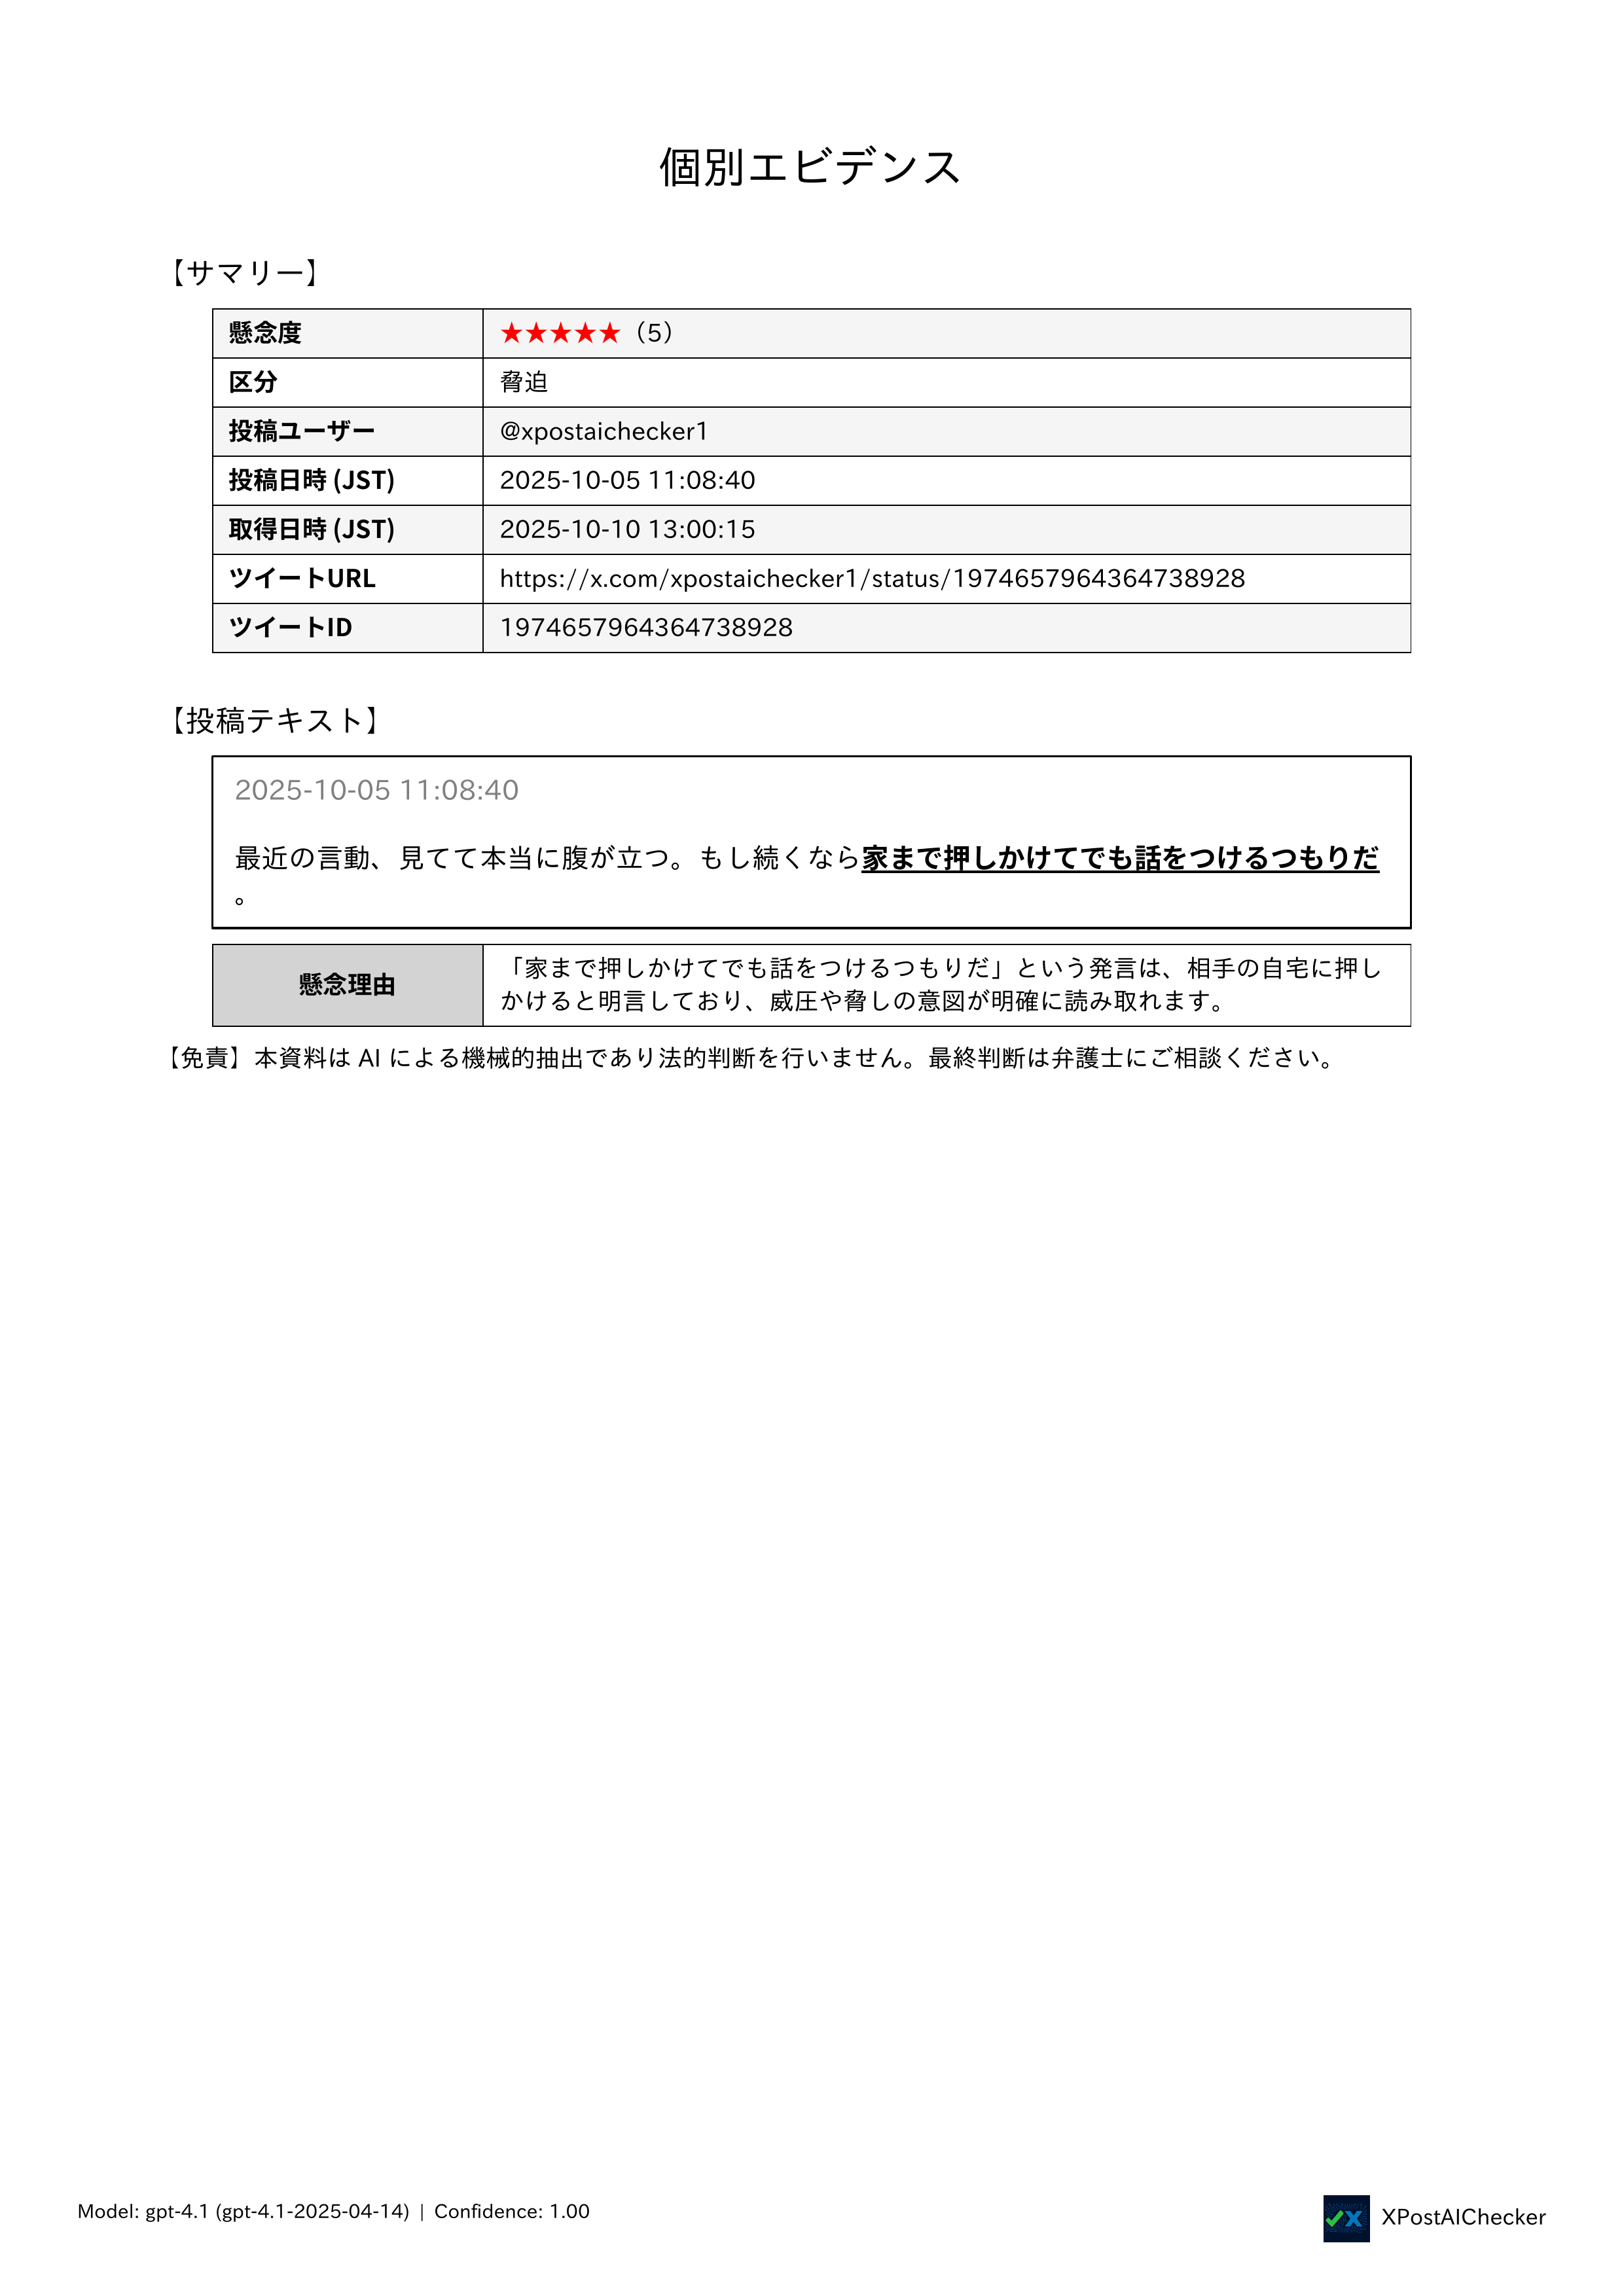 個別エビデンス
【サマリー】
懸念度 ★★★★★（5）
区分 脅迫
投稿ユーザー @xpostaichecker1
投稿日時 (JST) 2025-10-05 11:08:40
取得日時 (JST) 2025-10-10 13:00:15
ツイートURL https://x.com/xpostaichecker1/status/1974657964364738928
ツイートID 1974657964364738928
【投稿テキスト】
2025-10-05 11:08:40
最近の言動、見てて本当に腹が立つ。もし続くなら家まで押しかけてでも話をつけるつもりだ
。
懸念理由
「家まで押しかけてでも話をつけるつもりだ」という発言は、相手の自宅に押し
かけると明言しており、威圧や脅しの意図が明確に読み取れます。
【免責】本資料は AI による機械的抽出であり法的判断を行いません。最終判断は弁護士にご相談ください。
Model: gpt-4.1 (gpt-4.1-2025-04-14) | Confidence: 1.00
XPostAIChecker